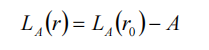 L_A(r) = L_A(r_0) − A